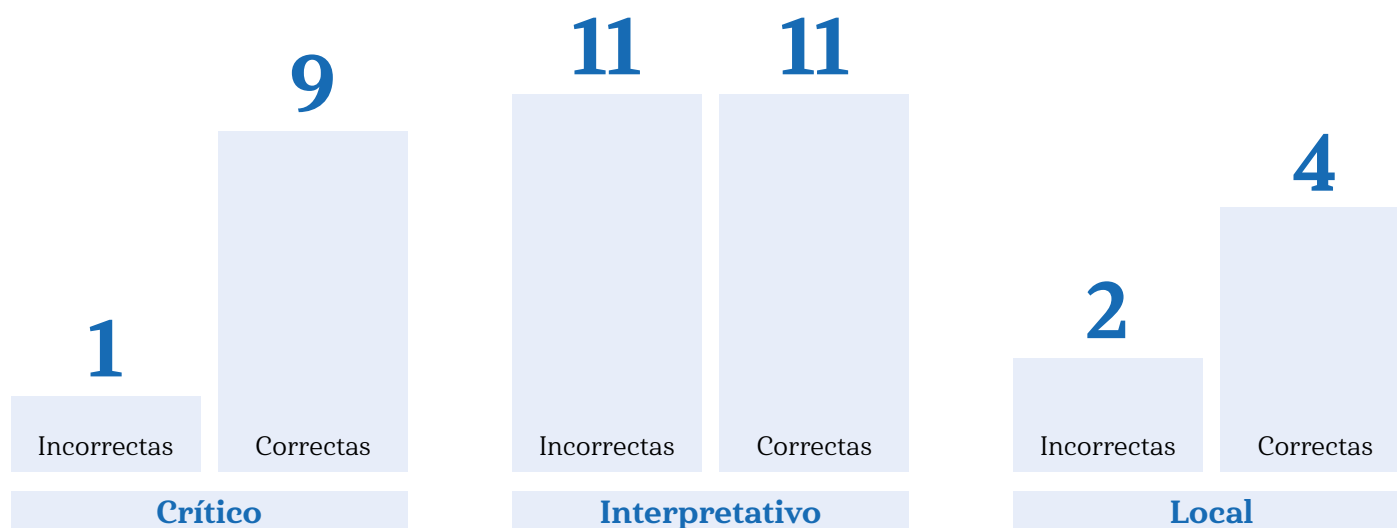 1
9
11
11
2
4
Incorrectas
Correctas
Incorrectas
Correctas
Incorrectas
Correctas
Crítico
Interpretativo
Local